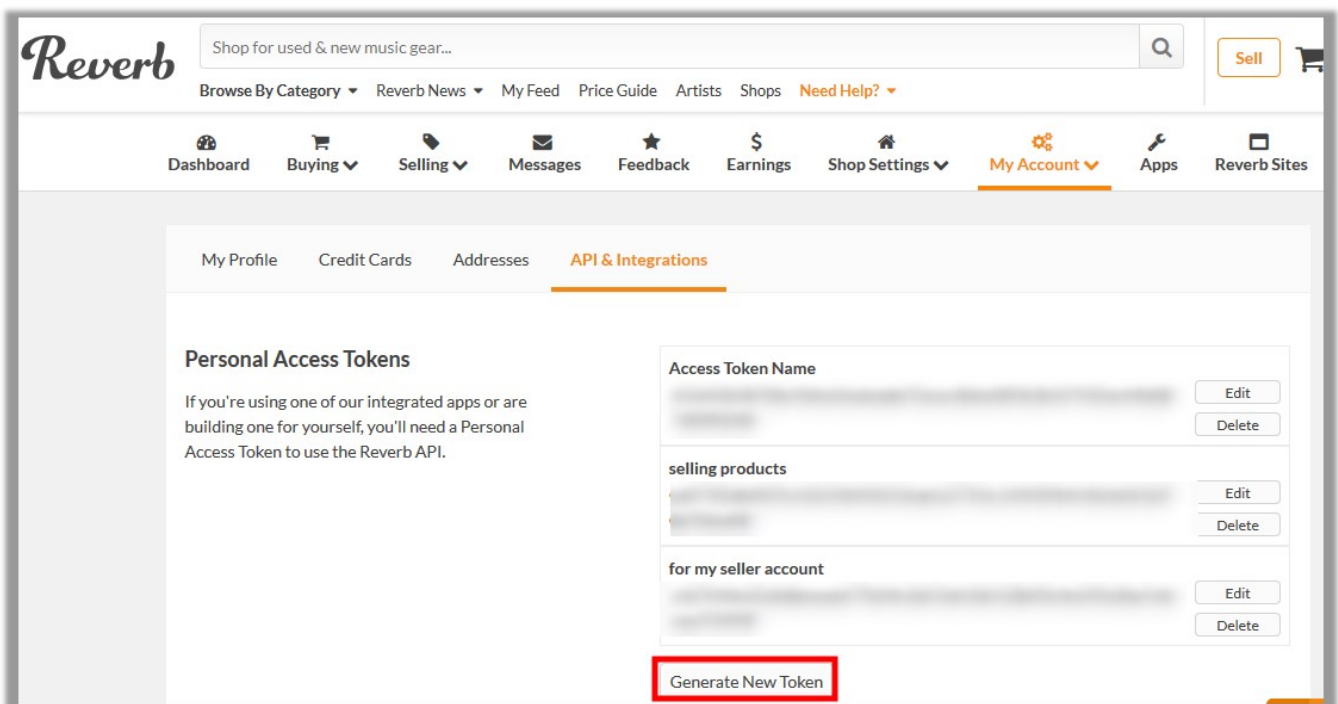 Reverb
Shop for used & new music gear...
Sell
Browse By Category Reverb News My Feed Price Guide Artists Shops Need Help?
Dashboard Buying Selling Messages Feedback Earnings Shop Settings My Account Apps Reverb Sites
My Profile Credit Cards Addresses API & Integrations
Personal Access Tokens
If you're using one of our integrated apps or are
building one for yourself, you'll need a Personal
Access Token to use the Reverb API.
Access Token Name
Edit
Delete
selling products
Edit
Delete
for my seller account
Edit
Delete
Generate New Token